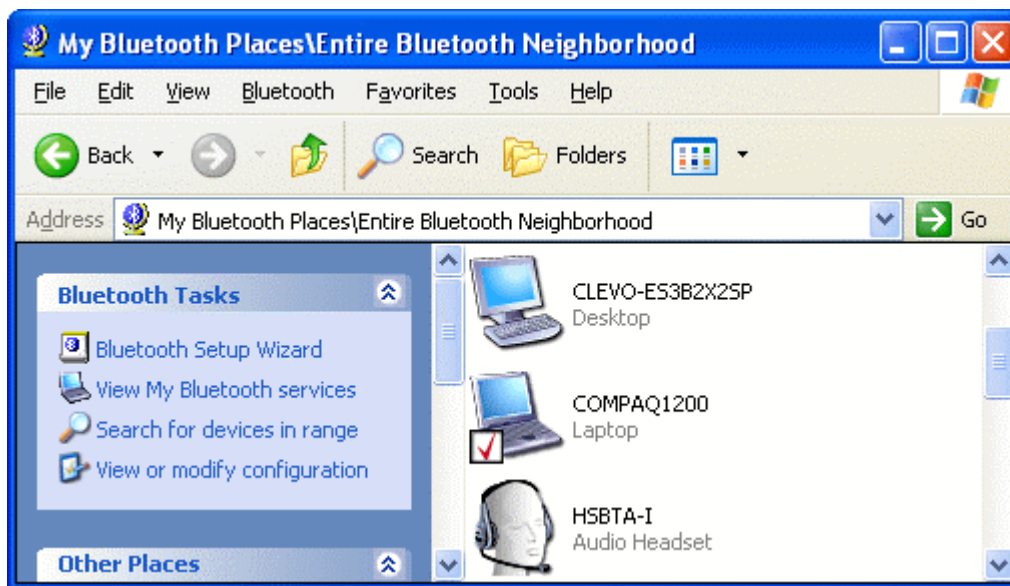 My Bluetooth Places\Entire Bluetooth Neighborhood
File Edit View Bluetooth Favorites Tools Help
Back Search Folders
Address My Bluetooth Places\Entire Bluetooth Neighborhood Go
Bluetooth Tasks
Bluetooth Setup Wizard
View My Bluetooth services
Search for devices in range
View or modify configuration
Other Places
CLEVO-ES3B2X2SP
Desktop
COMPAQ1200
Laptop
HSBTA-I
Audio Headset